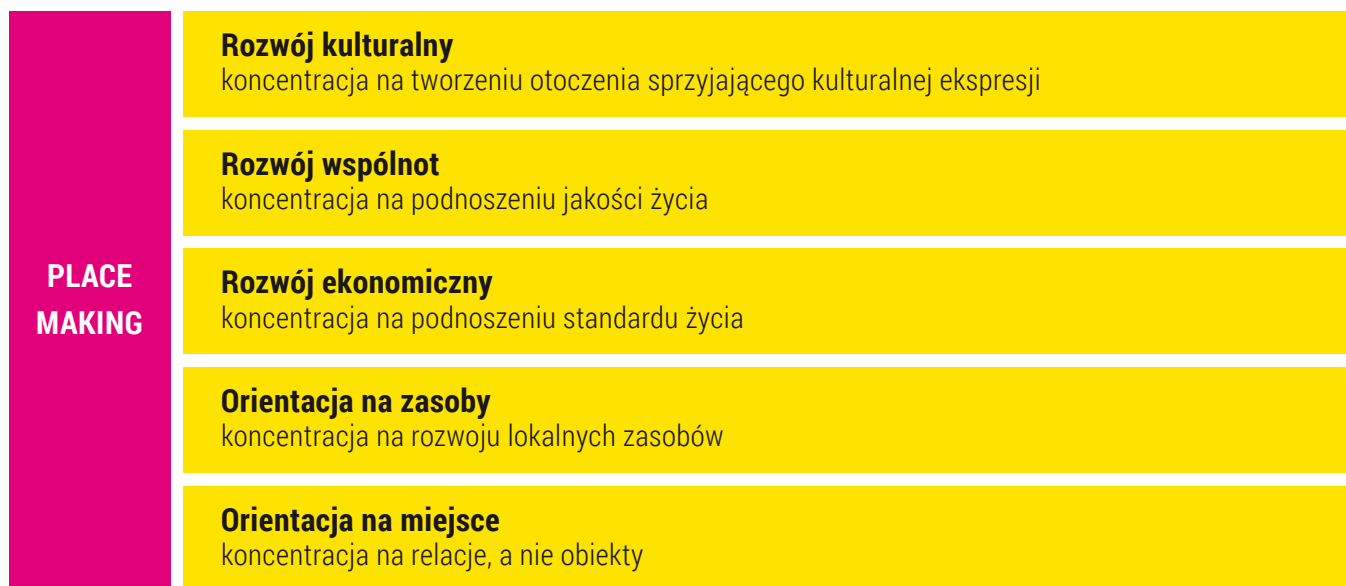 PLACE
MAKING
Rozwój kulturalny
koncentracja na tworzeniu otoczenia sprzyjającego kulturalnej ekspresji
Rozwój wspólnot
koncentracja na podnoszeniu jakości życia
Rozwój ekonomiczny
koncentracja na podnoszeniu standardu życia
Orientacja na zasoby
koncentracja na rozwoju lokalnych zasobów
Orientacja na miejsce
koncentracja na relacje, a nie obiekty